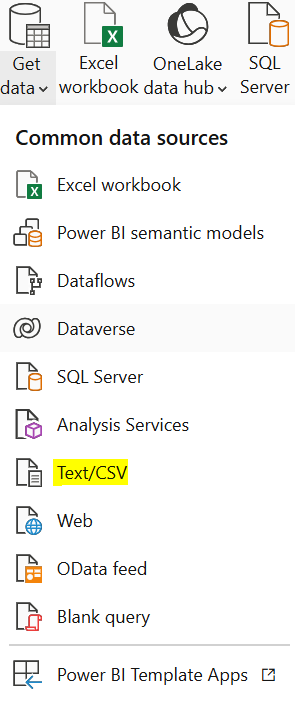 Get Excel OneLake SQL
data workbook data hub Server
Common data sources
Excel workbook
Power BI semantic models
Dataflows
Dataverse
SQL Server
Analysis Services
Text/CSV
Web
OData feed
Blank query
Power BI Template Apps